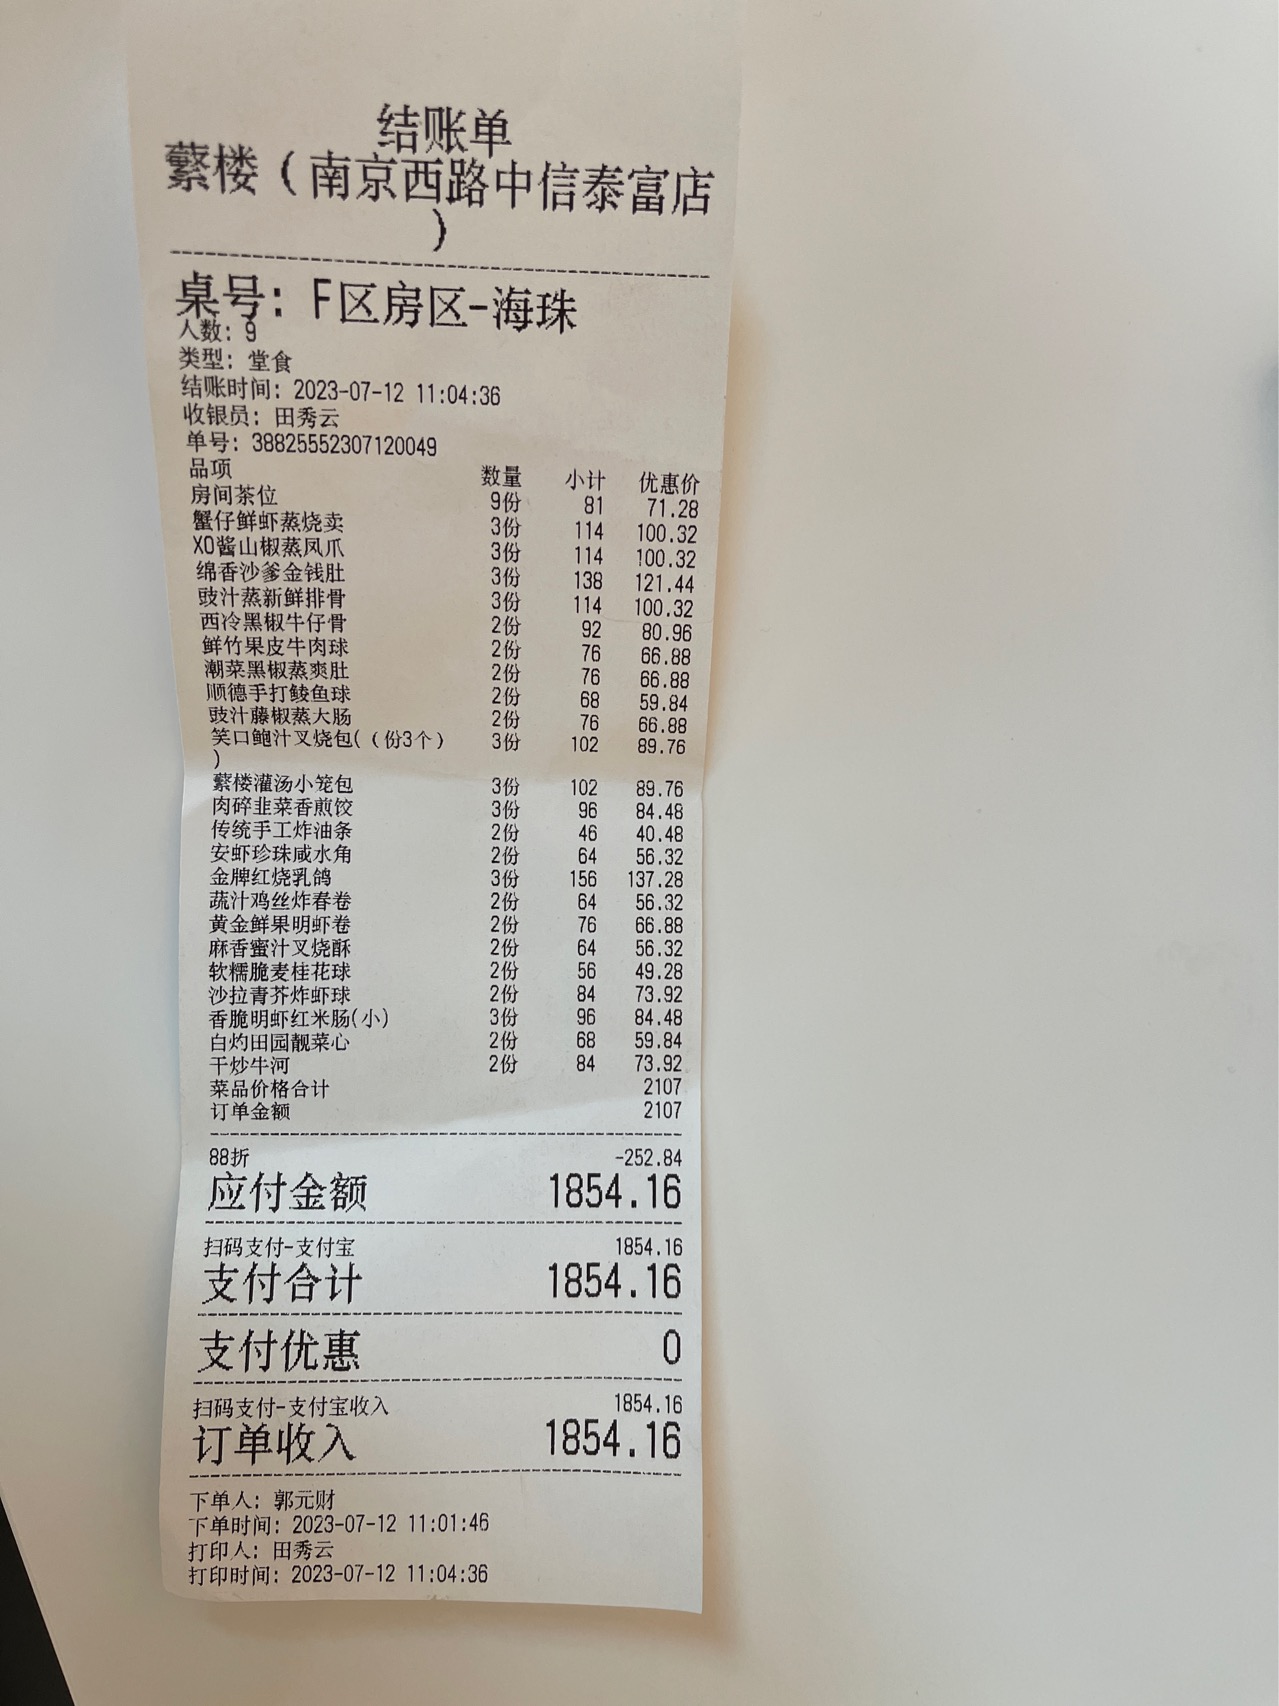 结账单
蘩楼（南京西路中信泰富店
）
桌号: F区房区-海珠
人数: 9
类型: 堂食
结账时间: 2023-07-12 11:04:36
收银员: 田秀云
单号: 38825552307120049
品项 数量 小计 优惠价
房间茶位 9份 81 71.28
蟹仔鲜虾蒸烧卖 3份 114 100.32
XO酱山椒蒸凤爪 3份 114 100.32
绵香沙爹金钱肚 3份 138 121.44
豉汁蒸新鲜排骨 3份 114 100.32
西冷黑椒牛仔骨 2份 92 80.96
鲜竹果皮牛肉球 2份 76 66.88
潮菜黑椒蒸爽肚 2份 76 66.88
顺德手打鲮鱼球 2份 68 59.84
豉汁藤椒蒸大肠 2份 76 66.88
笑口鲍汁叉烧包(（份3个） 3份 102 89.76
)
蘩楼灌汤小笼包 3份 102 89.76
肉碎韭菜香煎饺 3份 96 84.48
传统手工炸油条 2份 46 40.48
安虾珍珠咸水角 2份 64 56.32
金牌红烧乳鸽 3份 156 137.28
蔬汁鸡丝炸春卷 2份 64 56.32
黄金鲜果明虾卷 2份 76 66.88
麻香蜜汁叉烧酥 2份 64 56.32
软糯脆麦桂花球 2份 56 49.28
沙拉青芥炸虾球 2份 84 73.92
香脆明虾红米肠(小) 3份 96 84.48
白灼田园靓菜心 2份 68 59.84
干炒牛河 2份 84 73.92
菜品价格合计 2107
订单金额 2107
88折 -252.84
应付金额 1854.16
扫码支付-支付宝 1854.16
支付合计 1854.16
支付优惠 0
扫码支付-支付宝收入 1854.16
订单收入 1854.16
下单人: 郭元财
下单时间: 2023-07-12 11:01:46
打印人: 田秀云
打印时间: 2023-07-12 11:04:36